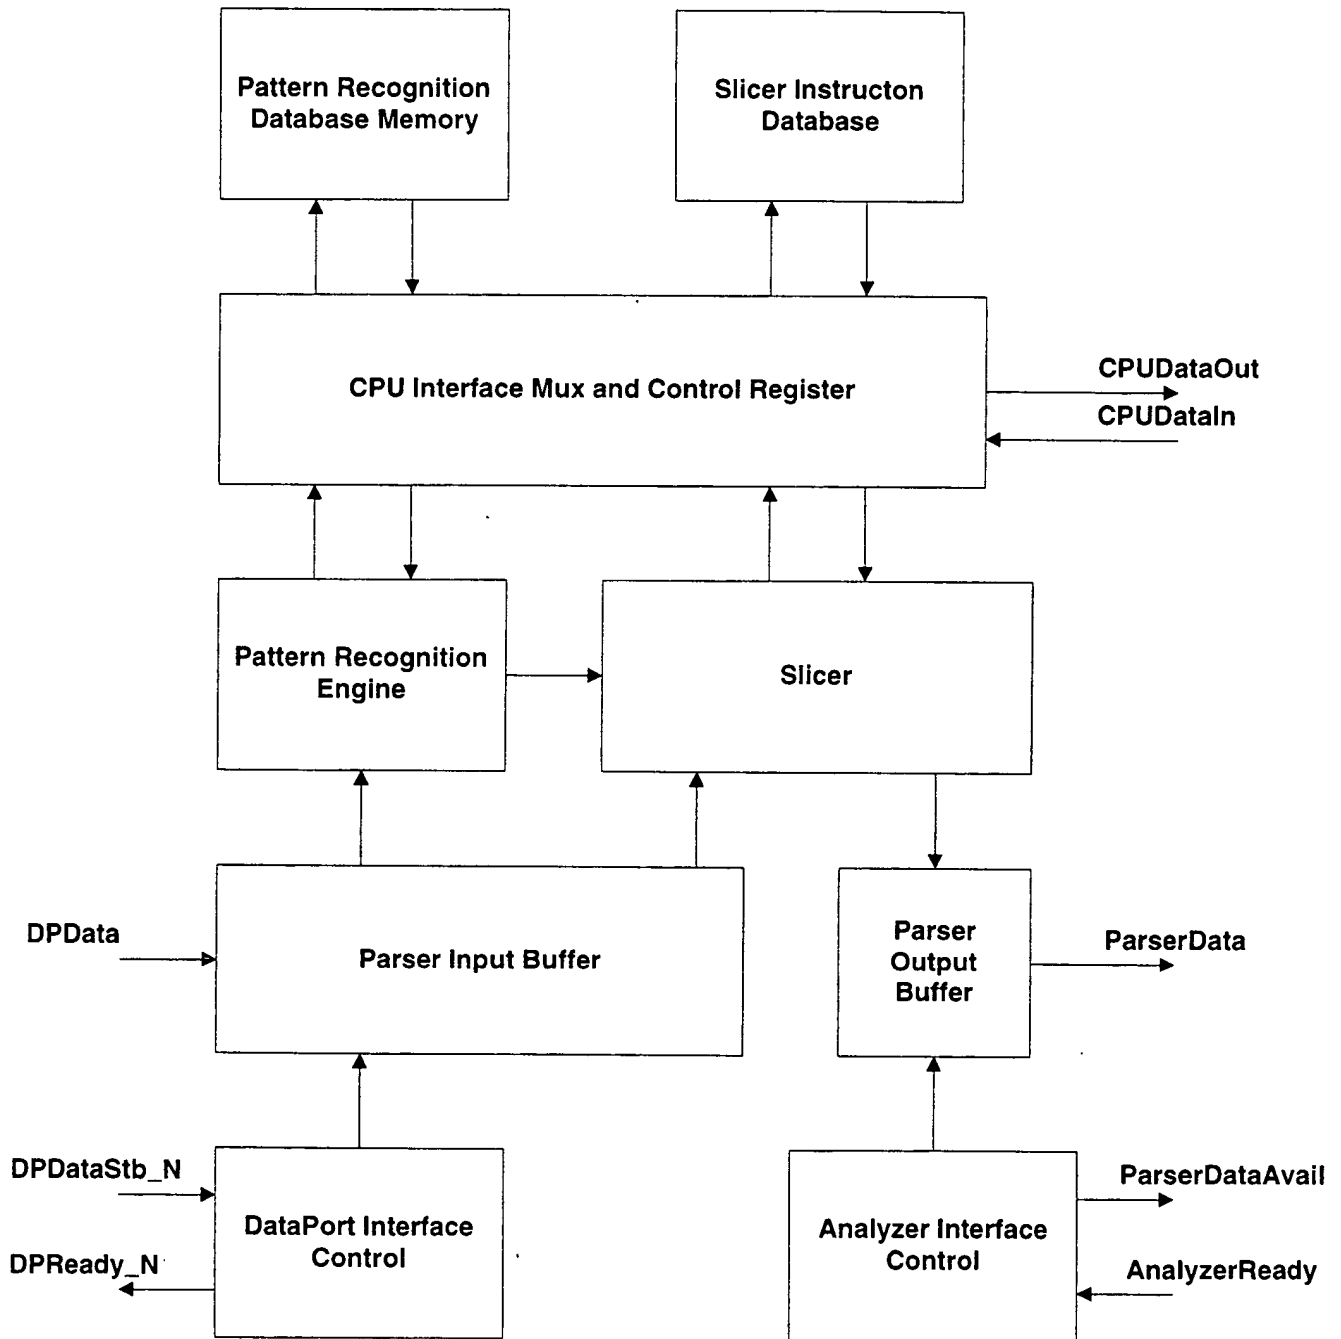 Pattern Recognition
Database Memory
Slicer Instructon
Database
CPU Interface Mux and Control Register
CPUDataOut
CPUDataIn
Pattern Recognition
Engine
Slicer
DPData
Parser Input Buffer
Parser
Output
Buffer
ParserData
DPDataStb_N
DPReady_N
DataPort Interface
Control
Analyzer Interface
Control
ParserDataAvail
AnalyzerReady